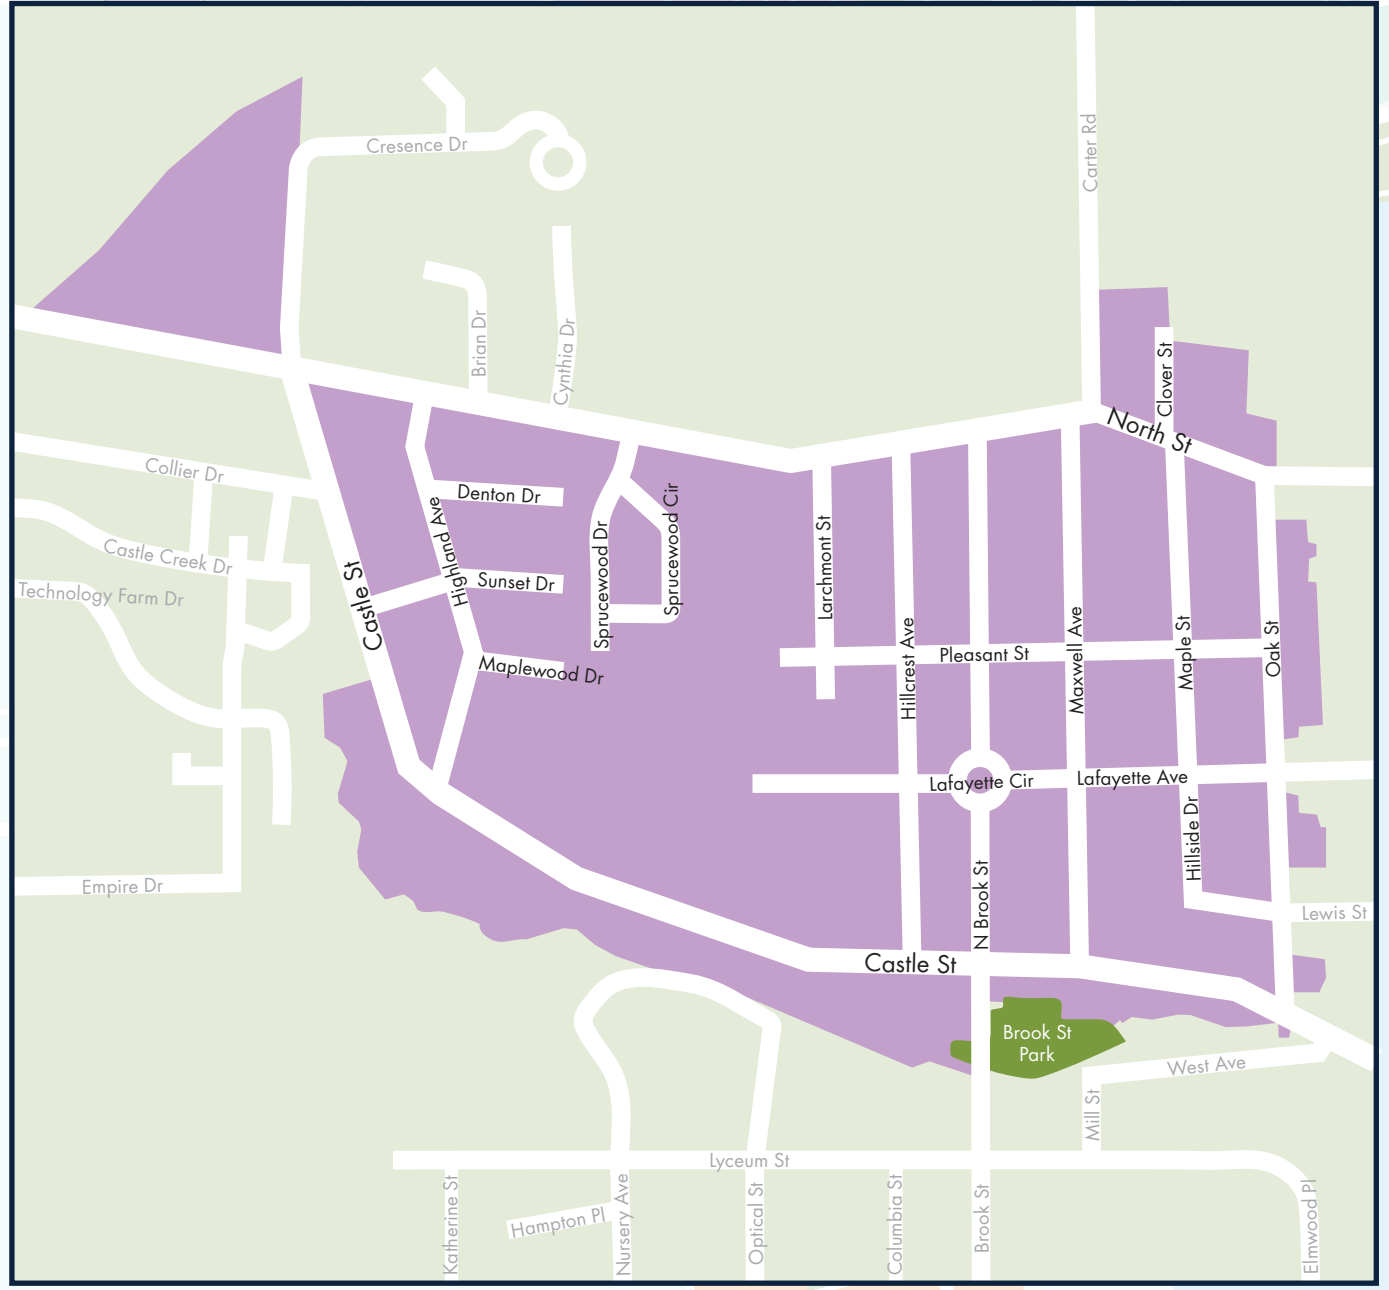 Cresence Dr
Carter Rd
Brian Dr
Cynthia Dr
Clover St
North St
Collier Dr
Denton Dr
Sprucewood Cir
Highland Ave
Larchmont St
Sprucewood Dr
Castle Creek Dr
Sunset Dr
Castle St
Technology Farm Dr
Maxwell Ave
Hillcrest Ave
Maple St
Oak St
Pleasant St
Maplewood Dr
Lafayette Cir
Lafayette Ave
Hillside Dr
Empire Dr
N Brook St
Lewis St
Castle St
Brook St
Park
West Ave
Mill St
Lyceum St
Katherine St
Hampton Pl
Nursery Ave
Optical St
Columbia St
Brook St
Elmwood Pl